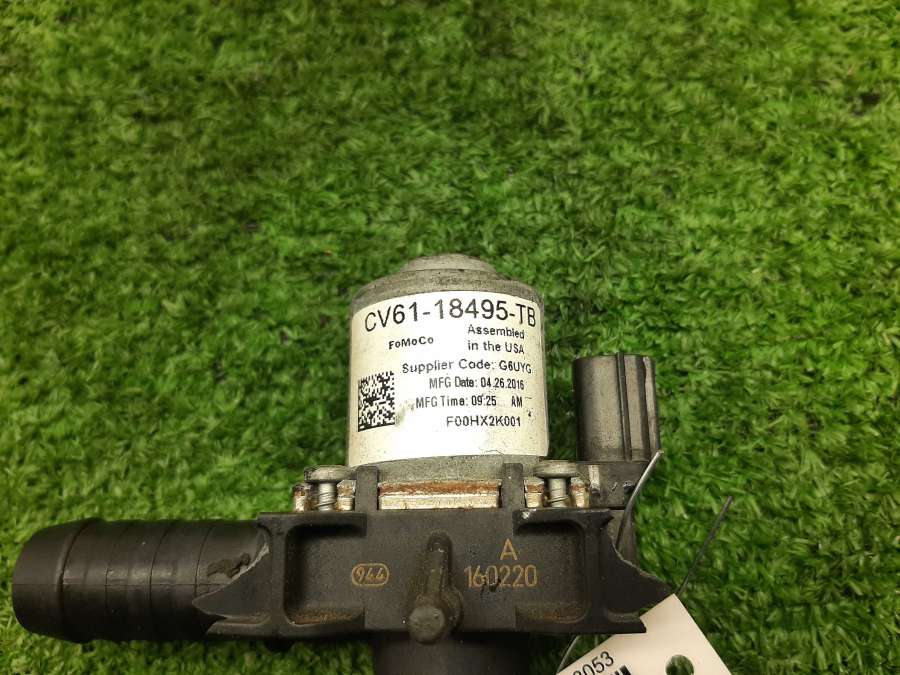 CV61-18495-TB
FoMoCo
Assembled
in the USA
Supplier Code: G6UYG
MFG Date: 04.26.2016
MFG Time: 09:25 AM
F00HX2K001
A
944
160220